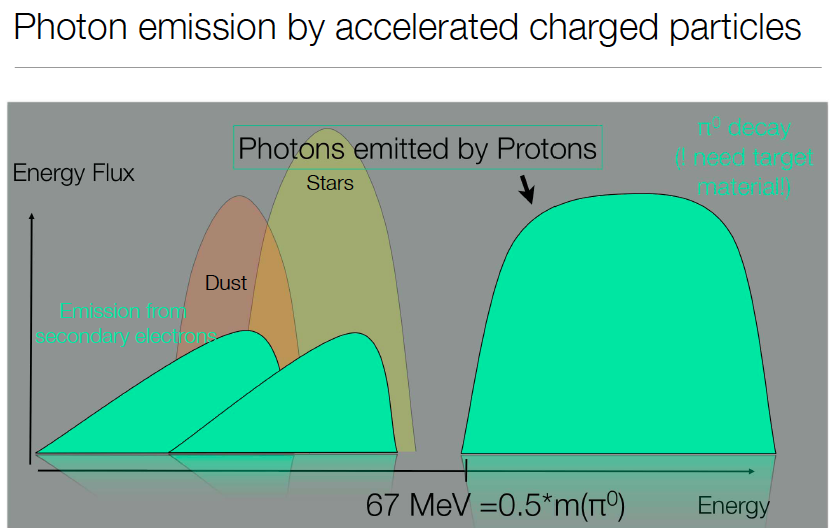 Photon emission by accelerated charged particles
π⁰ decay
(I need target
material!)
Photons emitted by Protons
Energy Flux
Stars
Dust
Emission from
secondary electrons
67 MeV =0.5*m(π⁰)
Energy